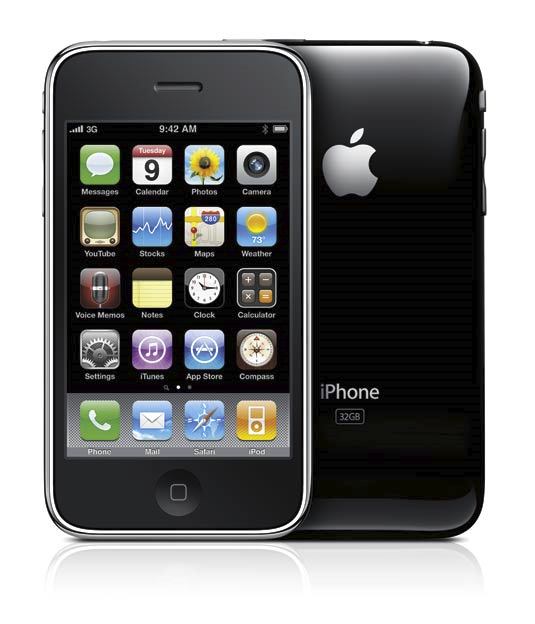 3G 9:42 AM
Tuesday
9
Messages Calendar Photos Camera
280
73°
YouTube Stocks Maps Weather
Voice Memos Notes Clock Calculator
Settings iTunes App Store Compass
Phone Mail Safari iPod
iPhone
32GB